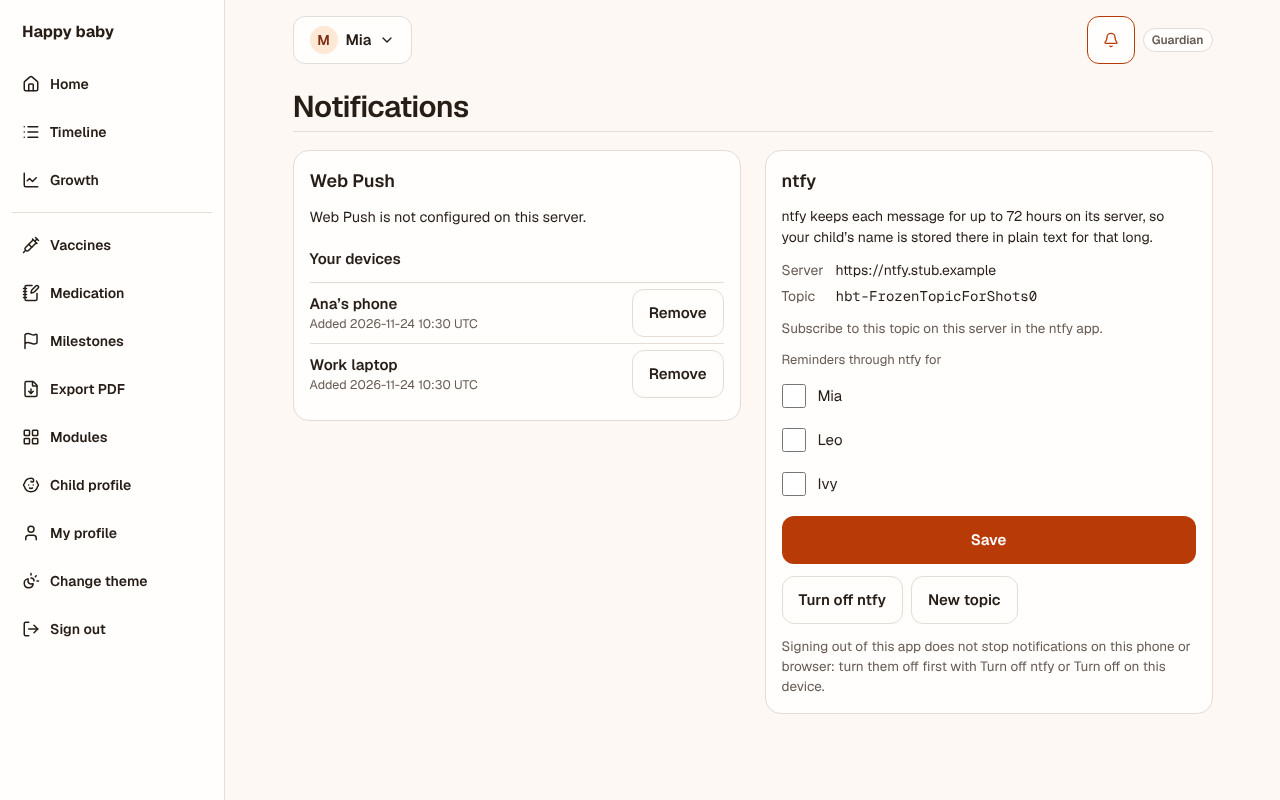 Happy baby
Home
Timeline
Growth
Vaccines
Medication
Milestones
Export PDF
Modules
Child profile
My profile
Change theme
Sign out
M Mia
Guardian
Notifications
Web Push
Web Push is not configured on this server.
Your devices
Ana's phone
Added 2026-11-24 10:30 UTC
Remove
Work laptop
Added 2026-11-24 10:30 UTC
Remove
ntfy
ntfy keeps each message for up to 72 hours on its server, so
your child's name is stored there in plain text for that long.
Server https://ntfy.stub.example
Topic hbt-FrozenTopicForShots0
Subscribe to this topic on this server in the ntfy app.
Reminders through ntfy for
Mia
Leo
Ivy
Save
Turn off ntfy New topic
Signing out of this app does not stop notifications on this phone or
browser: turn them off first with Turn off ntfy or Turn off on this
device.